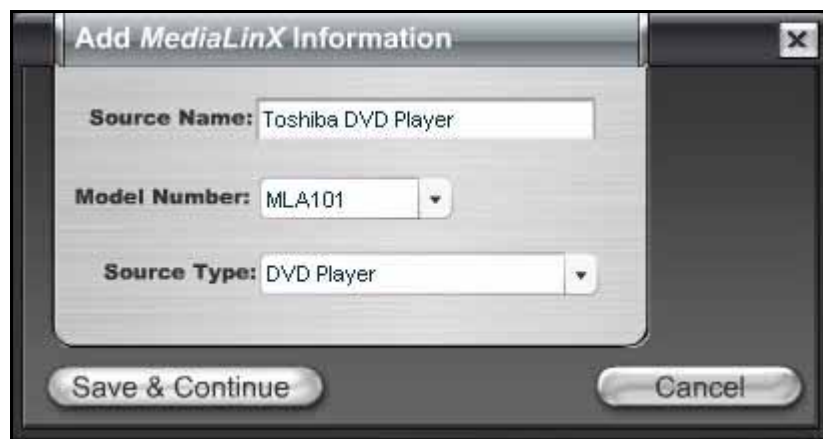 Add MediaLinX Information
Source Name: Toshiba DVD Player
Model Number: MLA101
Source Type: DVD Player
Save & Continue
Cancel